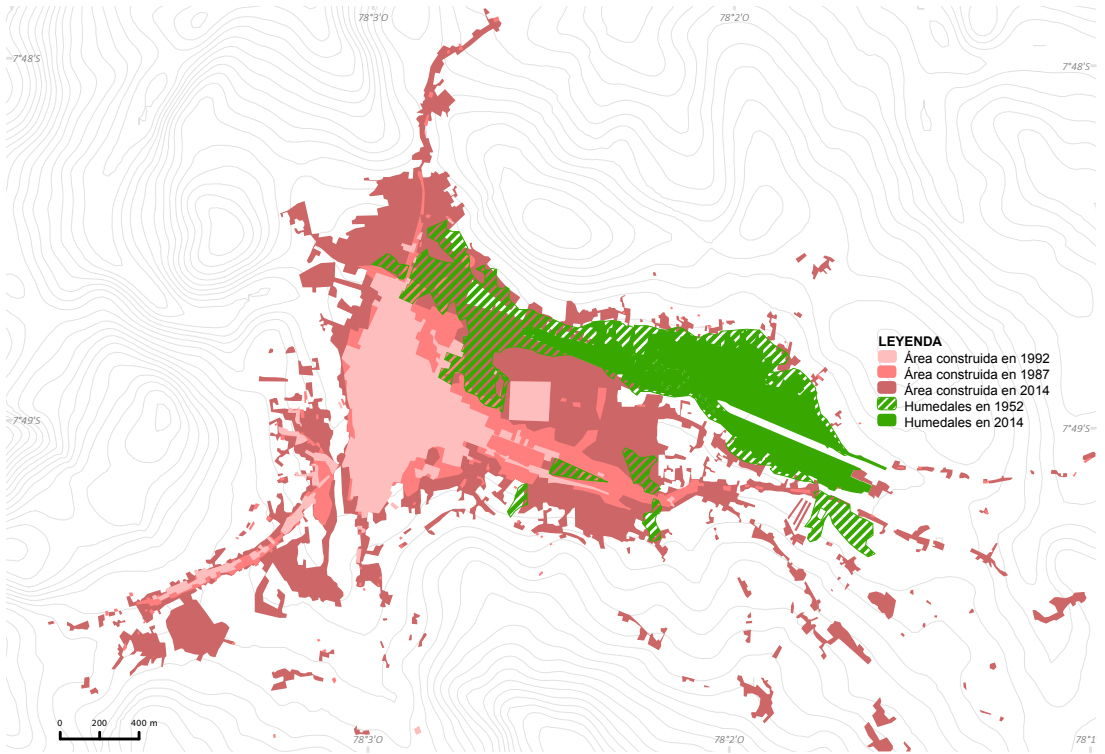 78°3'O
78°2'O
7°48'S
7°48'S
LEYENDA
Área construida en 1992
Área construida en 1987
Área construida en 2014
Humedales en 1952
Humedales en 2014
7°49'S
7°49'S
0 200 400 m
78°3'O
78°2'O
78°1